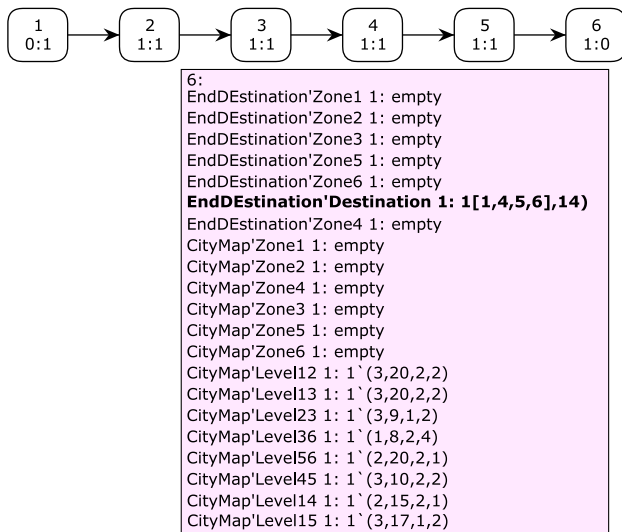 1
0:1
2
1:1
3
1:1
4
1:1
5
1:1
6
1:0
6:
EndDEstination'Zone1 1: empty
EndDEstination'Zone2 1: empty
EndDEstination'Zone3 1: empty
EndDEstination'Zone5 1: empty
EndDEstination'Zone6 1: empty
EndDEstination'Destination 1: 1[1,4,5,6],14)
EndDEstination'Zone4 1: empty
CityMap'Zone1 1: empty
CityMap'Zone2 1: empty
CityMap'Zone4 1: empty
CityMap'Zone3 1: empty
CityMap'Zone5 1: empty
CityMap'Zone6 1: empty
CityMap'Level12 1: 1`(3,20,2,2)
CityMap'Level13 1: 1`(3,20,2,2)
CityMap'Level23 1: 1`(3,9,1,2)
CityMap'Level36 1: 1`(1,8,2,4)
CityMap'Level56 1: 1`(2,20,2,1)
CityMap'Level45 1: 1`(3,10,2,2)
CityMap'Level14 1: 1`(2,15,2,1)
CityMap'Level15 1: 1`(3,17,1,2)